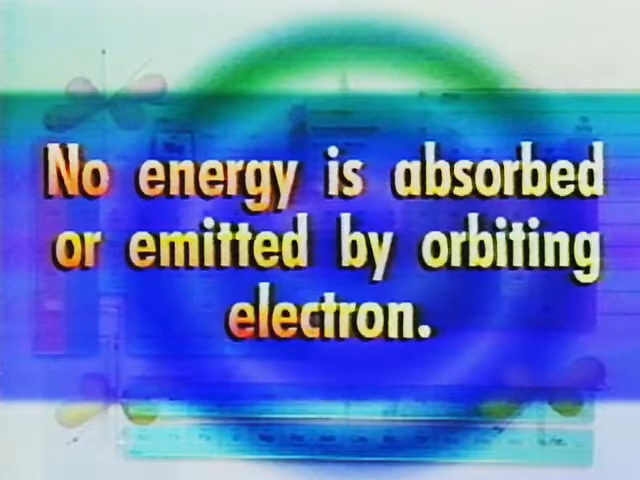 No energy is absorbed
or emitted by orbiting
electron.